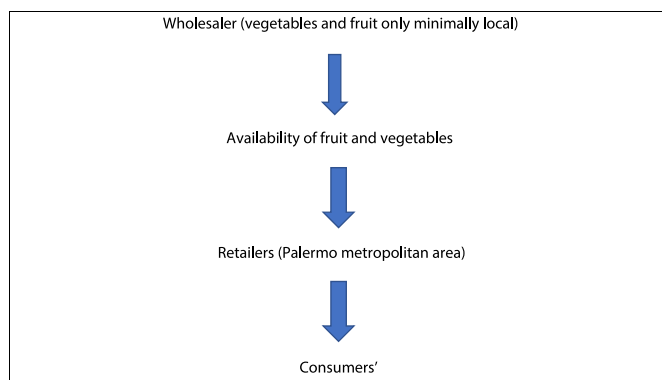 Wholesaler (vegetables and fruit only minimally local)
Availability of fruit and vegetables
Retailers (Palermo metropolitan area)
Consumers’